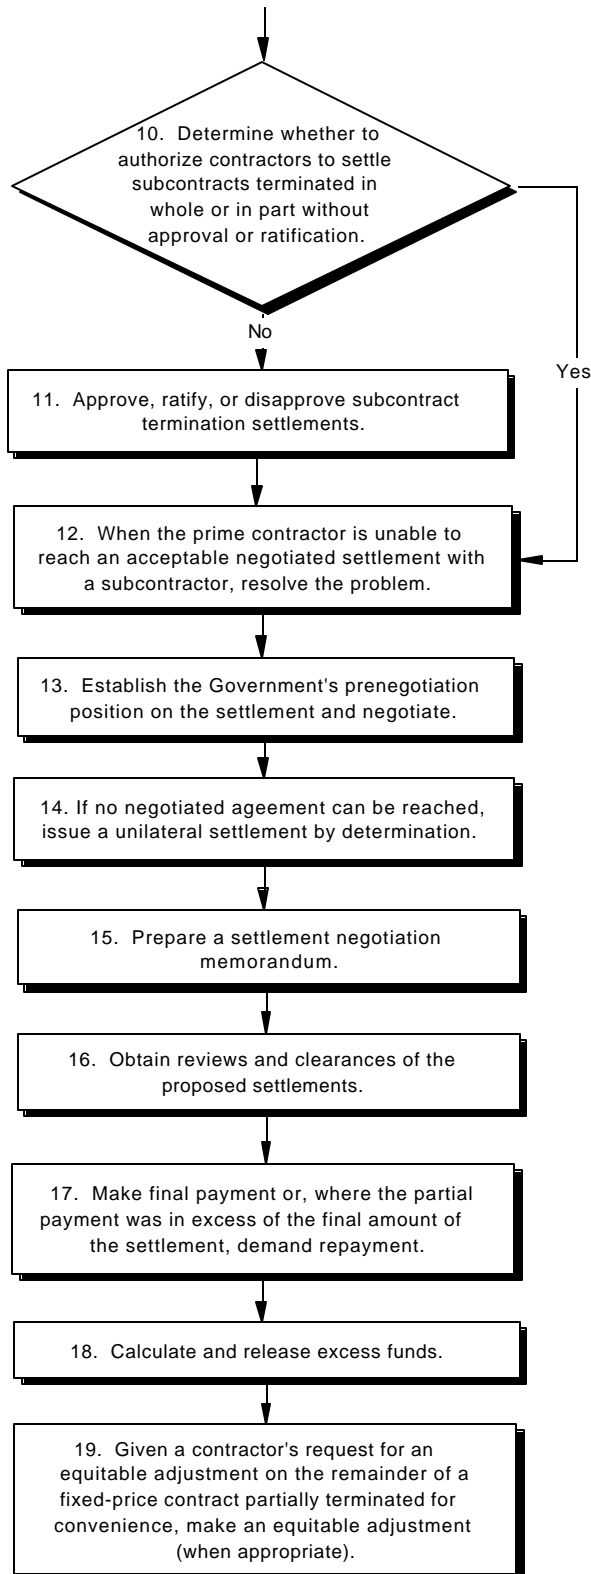 10. Determine whether to
authorize contractors to settle
subcontracts terminated in
whole or in part without
approval or ratification.
No
Yes
11. Approve, ratify, or disapprove subcontract
termination settlements.
12. When the prime contractor is unable to
reach an acceptable negotiated settlement with
a subcontractor, resolve the problem.
13. Establish the Government's prenegotiation
position on the settlement and negotiate.
14. If no negotiated ageement can be reached,
issue a unilateral settlement by determination.
15. Prepare a settlement negotiation
memorandum.
16. Obtain reviews and clearances of the
proposed settlements.
17. Make final payment or, where the partial
payment was in excess of the final amount of
the settlement, demand repayment.
18. Calculate and release excess funds.
19. Given a contractor's request for an
equitable adjustment on the remainder of a
fixed-price contract partially terminated for
convenience, make an equitable adjustment
(when appropriate).